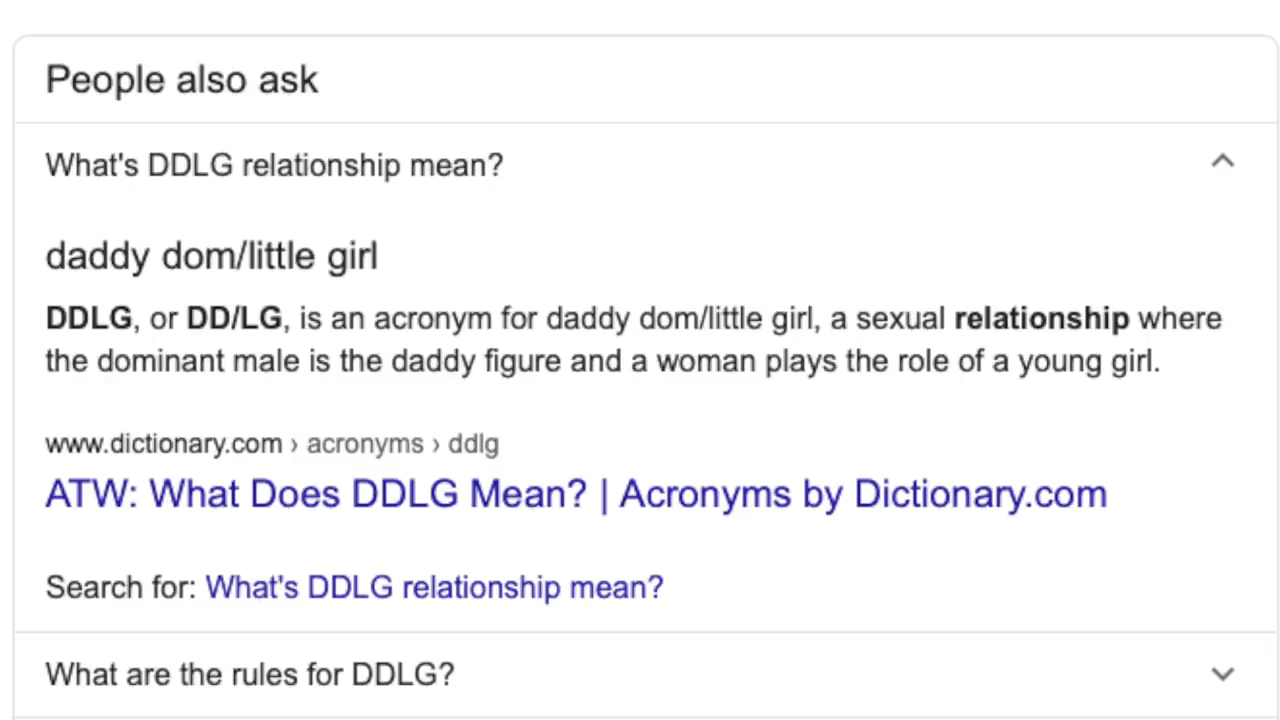 People also ask
What's DDLG relationship mean?
daddy dom/little girl
DDLG, or DD/LG, is an acronym for daddy dom/little girl, a sexual relationship where
the dominant male is the daddy figure and a woman plays the role of a young girl.
www.dictionary.com › acronyms › ddlg
ATW: What Does DDLG Mean? | Acronyms by Dictionary.com
Search for: What's DDLG relationship mean?
What are the rules for DDLG?